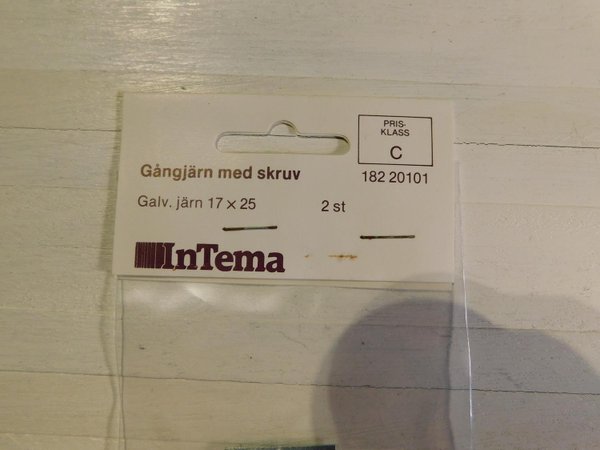 PRIS-
KLASS
C
Gångjärn med skruv
182 20101
Galv. järn 17 × 25 2 st
InTema